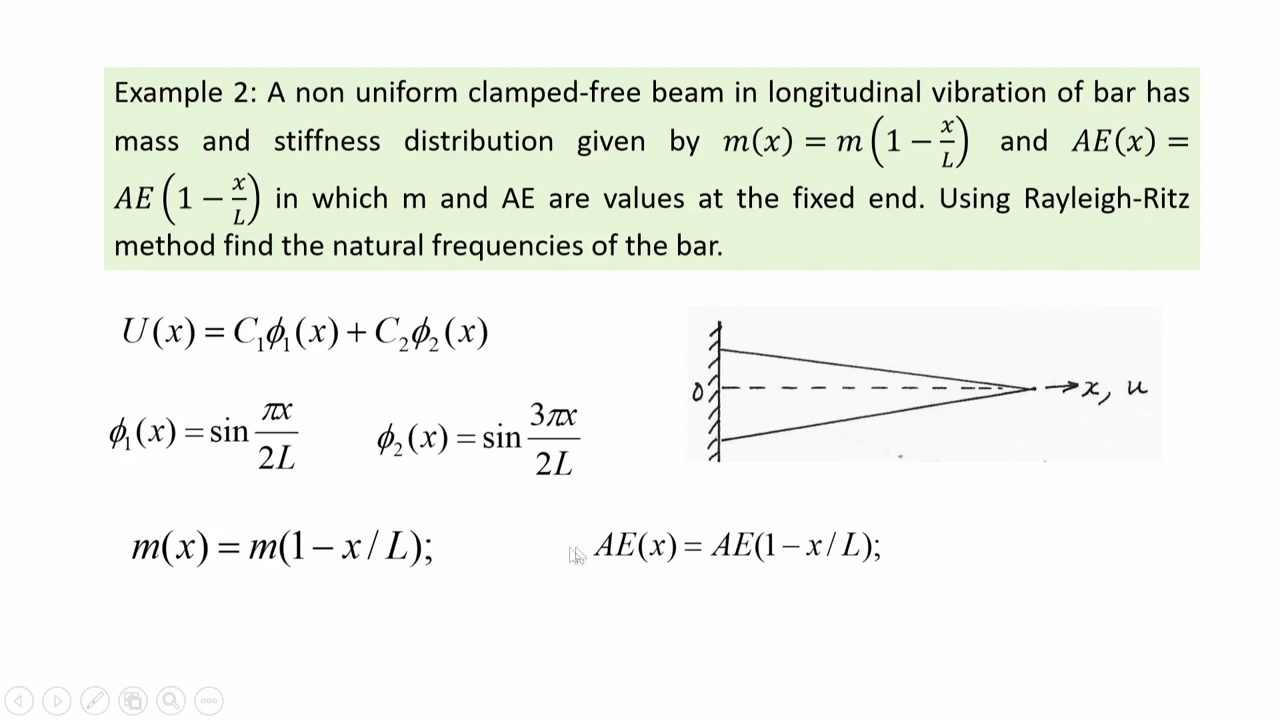 Example 2: A non uniform clamped-free beam in longitudinal vibration of bar has
mass and stiffness distribution given by m(x) = m(1 − x/L) and AE(x) =
AE(1 − x/L) in which m and AE are values at the fixed end. Using Rayleigh-Ritz
method find the natural frequencies of the bar.
U(x) = C₁ϕ₁(x) + C₂ϕ₂(x)
ϕ₁(x) = sin πx/2L ϕ₂(x) = sin 3πx/2L
0 x, u
m(x) = m(1 − x / L); AE(x) = AE(1 − x / L);